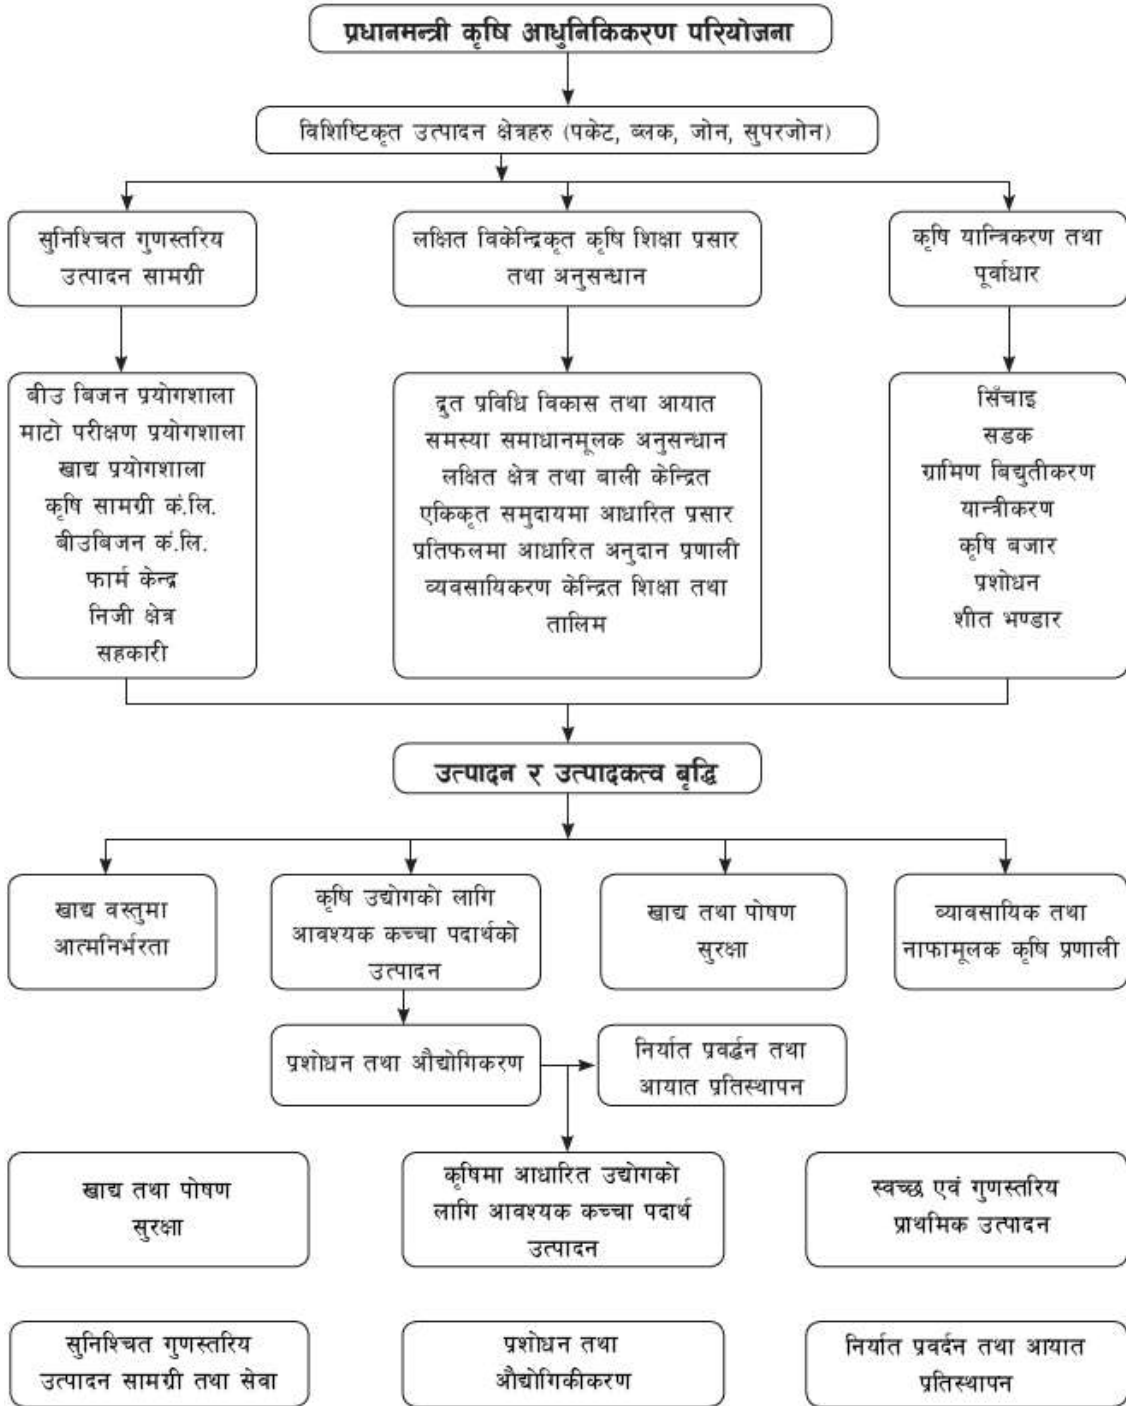 प्रधानमन्त्री कृषि आधुनिकिकरण परियोजना
विशिष्टिकृत उत्पादन क्षेत्रहरु (पकेट, ब्लक, जोन, सुपरजोन)
सुनिश्चित गुणस्तरिय
उत्पादन सामग्री
लक्षित विकेन्द्रिकृत कृषि शिक्षा प्रसार
तथा अनुसन्धान
कृषि यान्त्रिकरण तथा
पूर्वाधार
बीउ बिजन प्रयोगशाला
माटो परीक्षण प्रयोगशाला
खाद्य प्रयोगशाला
कृषि सामग्री कं.लि.
बीउबिजन कं.लि.
फार्म केन्द्र
निजी क्षेत्र
सहकारी
द्रुत प्रविधि विकास तथा आयात
समस्या समाधानमूलक अनुसन्धान
लक्षित क्षेत्र तथा बाली केन्द्रित
एकिकृत समुदायमा आधारित प्रसार
प्रतिफलमा आधारित अनुदान प्रणाली
व्यवसायिकरण केन्द्रित शिक्षा तथा
तालिम
सिँचाइ
सडक
ग्रामिण बिद्युतीकरण
यान्त्रीकरण
कृषि बजार
प्रशोधन
शीत भण्डार
उत्पादन र उत्पादकत्व बृद्धि
खाद्य वस्तुमा
आत्मनिर्भरता
कृषि उद्योगको लागि
आवश्यक कच्चा पदार्थको
उत्पादन
खाद्य तथा पोषण
सुरक्षा
व्यावसायिक तथा
नाफामूलक कृषि प्रणाली
प्रशोधन तथा औद्योगिकरण
निर्यात प्रवर्द्धन तथा
आयात प्रतिस्थापन
खाद्य तथा पोषण
सुरक्षा
कृषिमा आधारित उद्योगको
लागि आवश्यक कच्चा पदार्थ
उत्पादन
स्वच्छ एवं गुणस्तरिय
प्राथमिक उत्पादन
सुनिश्चित गुणस्तरिय
उत्पादन सामग्री तथा सेवा
प्रशोधन तथा
औद्योगिकीकरण
निर्यात प्रवर्दन तथा आयात
प्रतिस्थापन